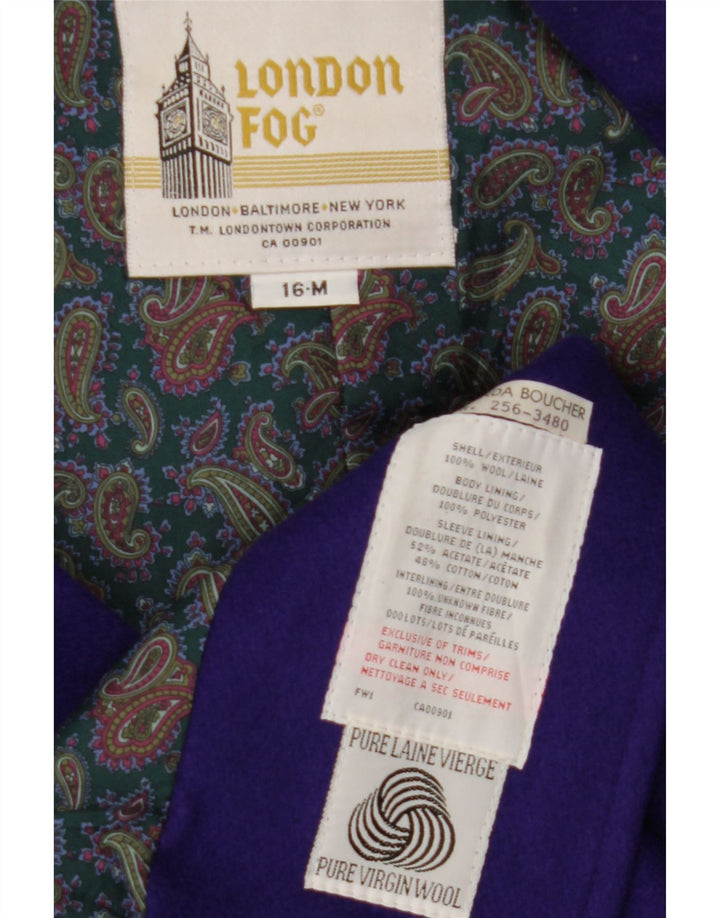 LONDON
FOG®
LONDON • BALTIMORE • NEW YORK
T.M. LONDONTOWN CORPORATION
CA 00901
16-M
BOUCHER
256-3480
SHELL/EXTERIEUR
100% WOOL/LAINE
BODY LINING/
DOUBLURE DU CORPS/
100% POLYESTER
SLEEVE LINING/
DOUBLURE DE (LA) MANCHE
52% ACETATE/ACÉTATE
48% COTTON/COTON
INTERLINING/ENTRE DOUBLURE
100% UNKNOWN FIBRE/
FIBRE INCONNUES
000 LOTS/LOTS DÉ PAREILLES
EXCLUSIVE OF TRIMS/
GARNITURE NON COMPRISE
DRY CLEAN ONLY/
NETTOYAGE A SEC SEULEMENT
FW1 CA00901
PURE LAINE VIERGE
PURE VIRGIN WOOL